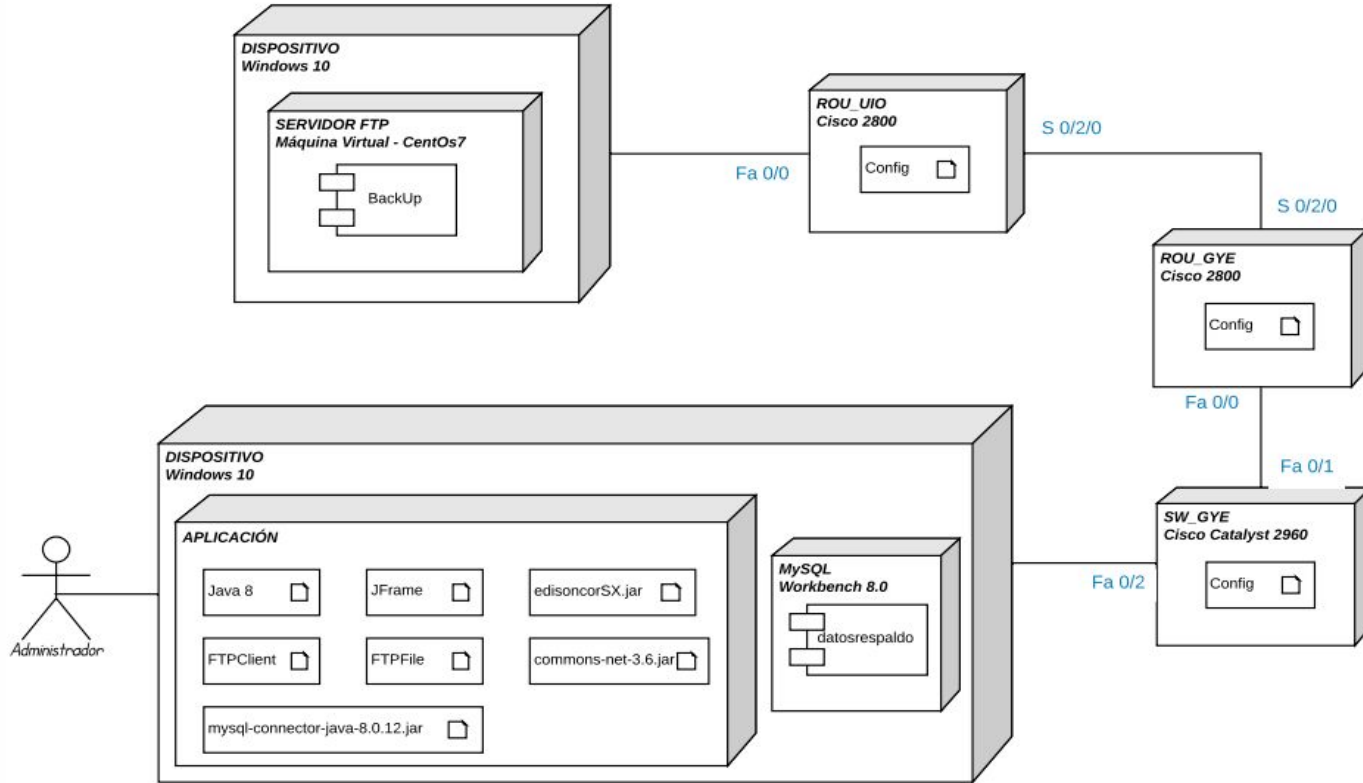 DISPOSITIVO
Windows 10
SERVIDOR FTP
Máquina Virtual - CentOs7
BackUp
Fa 0/0
ROU_UIO
Cisco 2800
Config
S 0/2/0
S 0/2/0
ROU_GYE
Cisco 2800
Config
Fa 0/0
Fa 0/1
SW_GYE
Cisco Catalyst 2960
Config
Fa 0/2
DISPOSITIVO
Windows 10
APLICACIÓN
Java 8
JFrame
edisoncorSX.jar
FTPClient
FTPFile
commons-net-3.6.jar
mysql-connector-java-8.0.12.jar
MySQL
Workbench 8.0
datosrespaldo
Administrador